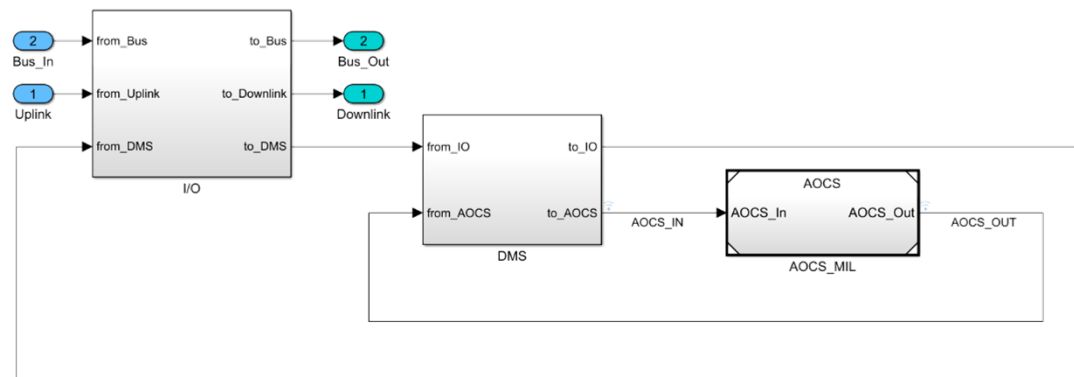 2
Bus_In
1
Uplink
from_Bus
to_Bus
from_Uplink
to_Downlink
from_DMS
to_DMS
I/O
2
Bus_Out
1
Downlink
from_IO
to_IO
from_AOCS
to_AOCS
DMS
AOCS_IN
AOCS
AOCS_In
AOCS_Out
AOCS_MIL
AOCS_OUT